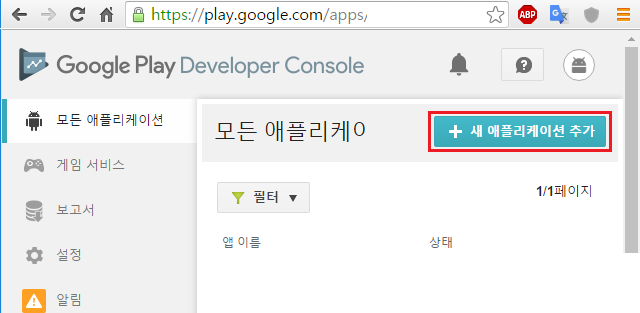 https://play.google.com/apps/
ABP
Google Play Developer Console
모든 애플리케이션
모든 애플리케이
+ 새 애플리케이션 추가
게임 서비스
필터
1/1페이지
보고서
앱 이름
상태
설정
알림